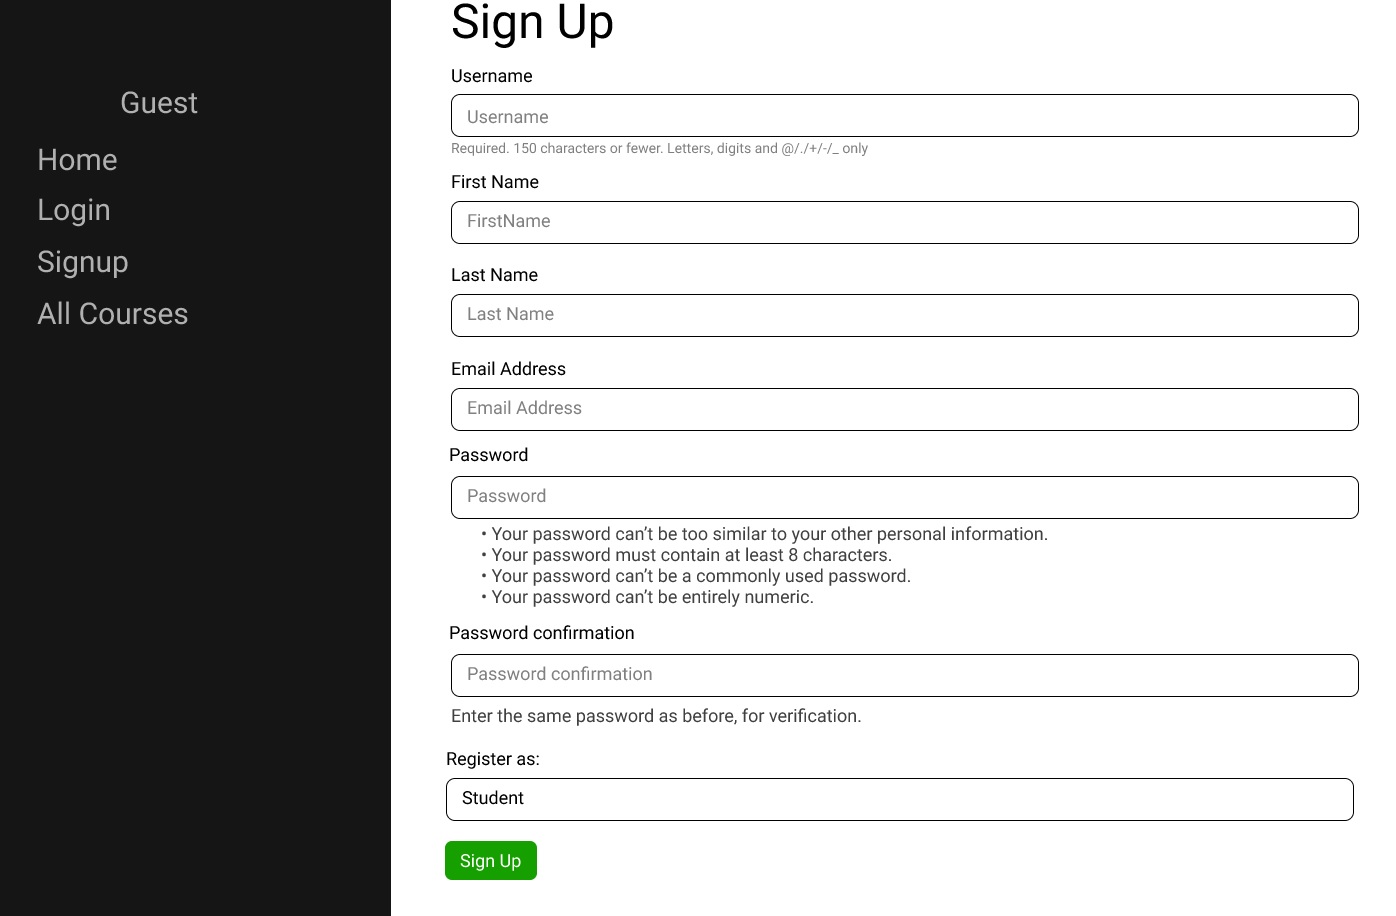 Guest
Home
Login
Signup
All Courses
Sign Up
Username
Username
Required. 150 characters or fewer. Letters, digits and @/./+/-/_ only
First Name
FirstName
Last Name
Last Name
Email Address
Email Address
Password
Password
• Your password can’t be too similar to your other personal information.
• Your password must contain at least 8 characters.
• Your password can’t be a commonly used password.
• Your password can’t be entirely numeric.
Password confirmation
Password confirmation
Enter the same password as before, for verification.
Register as:
Student
Sign Up